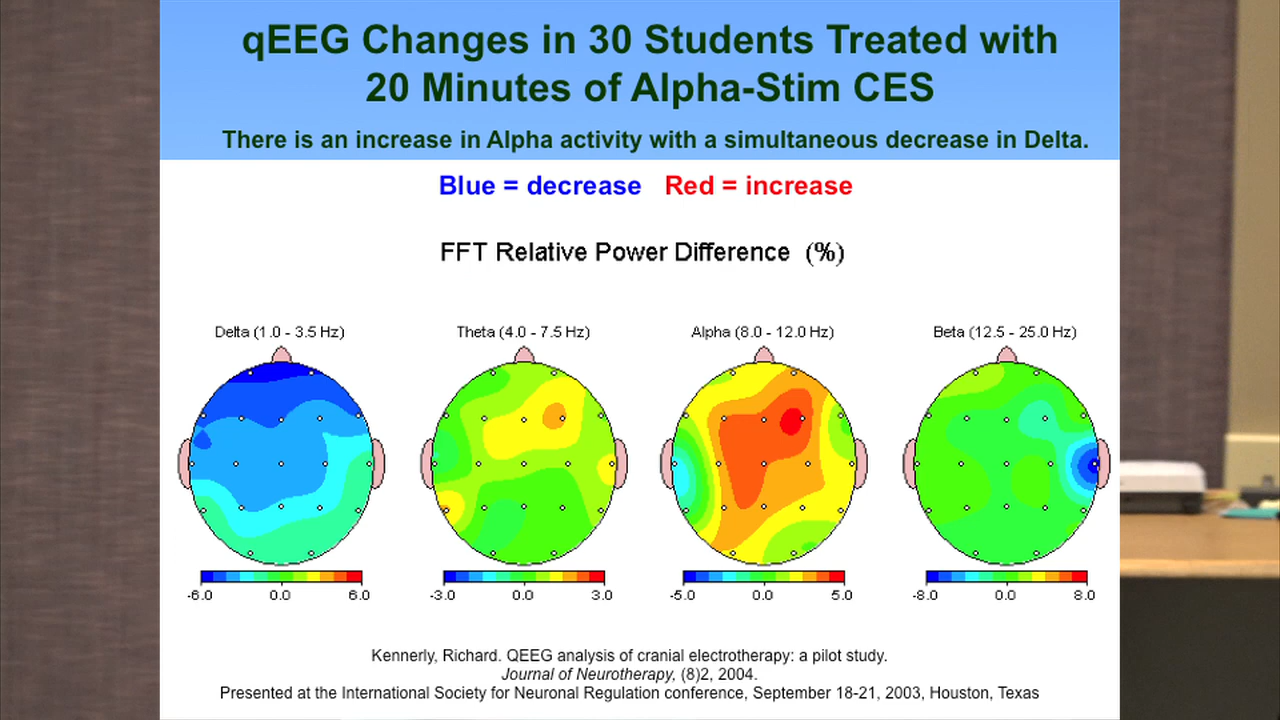 qEEG Changes in 30 Students Treated with
20 Minutes of Alpha-Stim CES
There is an increase in Alpha activity with a simultaneous decrease in Delta.
Blue = decrease Red = increase
FFT Relative Power Difference (%)
Delta (1.0 - 3.5 Hz) Theta (4.0 - 7.5 Hz) Alpha (8.0 - 12.0 Hz) Beta (12.5 - 25.0 Hz)
-6.0 0.0 6.0 -3.0 0.0 3.0 -5.0 0.0 5.0 -8.0 0.0 8.0
Kennerly, Richard. QEEG analysis of cranial electrotherapy: a pilot study.
Journal of Neurotherapy, (8)2, 2004.
Presented at the International Society for Neuronal Regulation conference, September 18-21, 2003, Houston, Texas